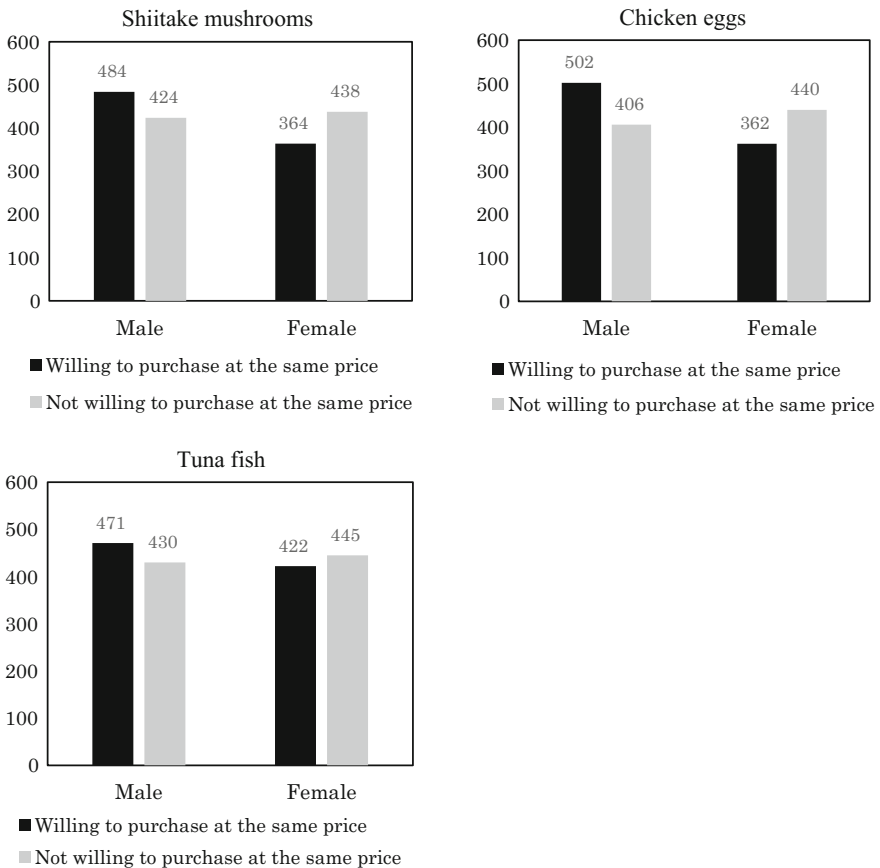 Shiitake mushrooms
600
500
400
300
200
100
0
484
424
364
438
Male
Female
Willing to purchase at the same price
Not willing to purchase at the same price
Chicken eggs
600
500
400
300
200
100
0
502
406
362
440
Male
Female
Willing to purchase at the same price
Not willing to purchase at the same price
Tuna fish
600
500
400
300
200
100
0
471
430
422
445
Male
Female
Willing to purchase at the same price
Not willing to purchase at the same price